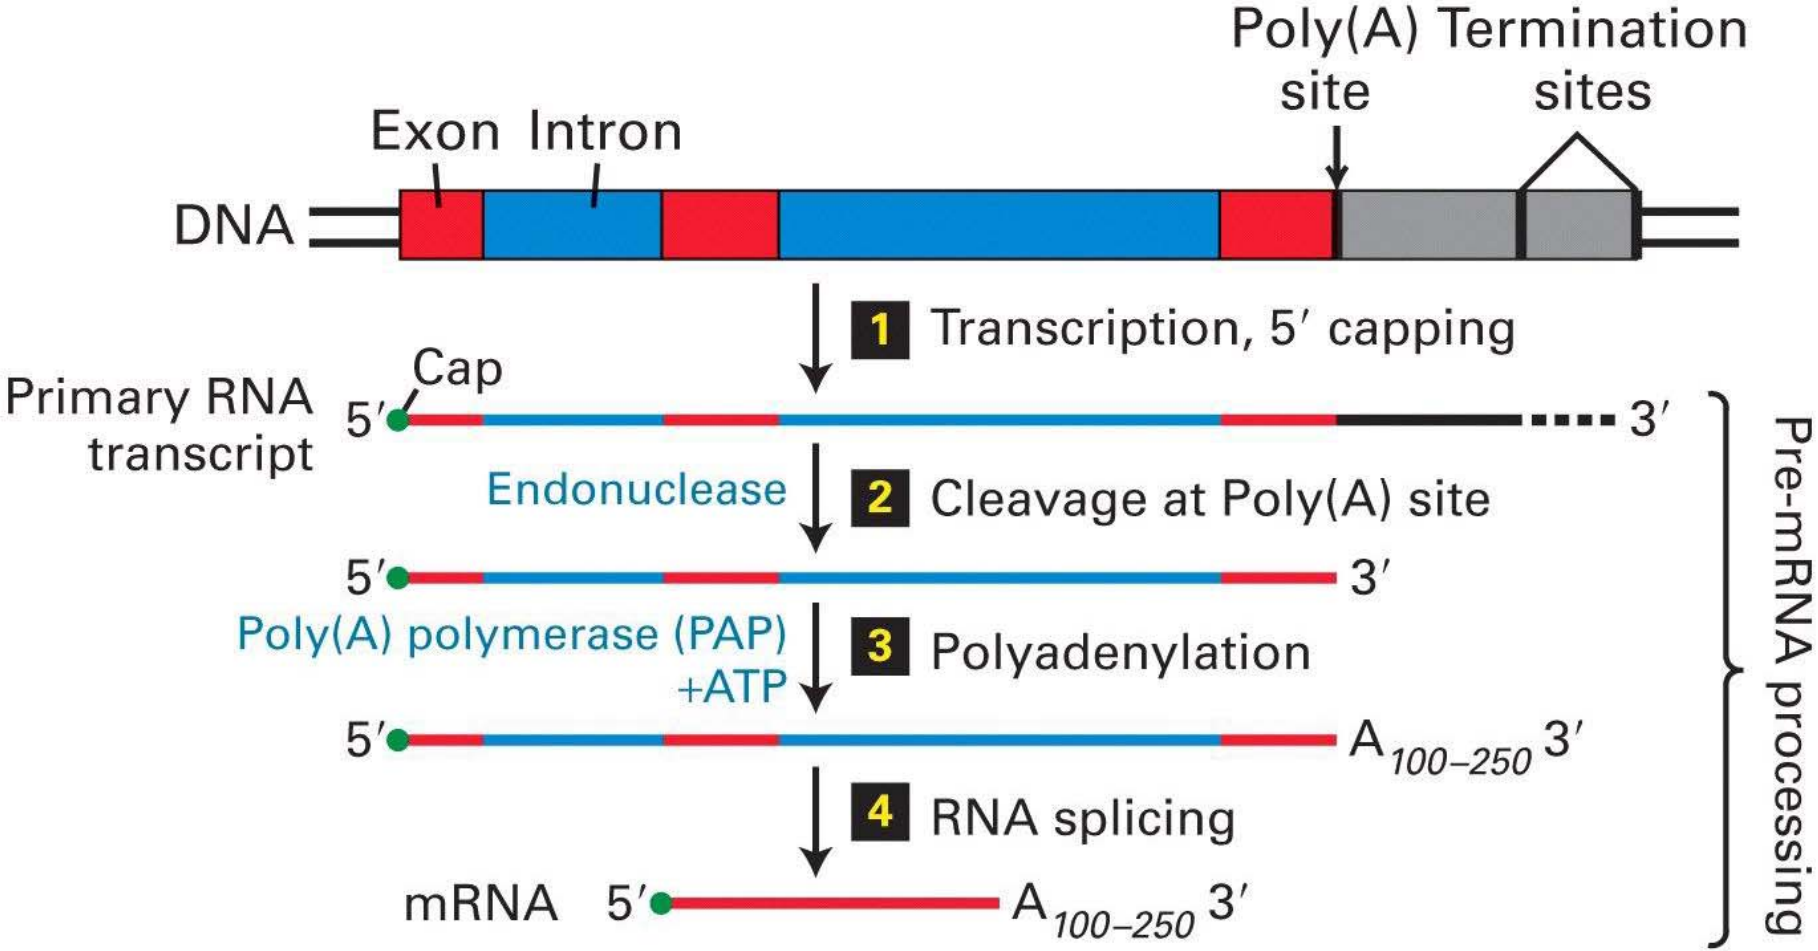 Poly(A) Termination
site sites
Exon Intron
DNA
1 Transcription, 5′ capping
Cap
Primary RNA
transcript
5′ 3′
Endonuclease
2 Cleavage at Poly(A) site
5′ 3′
Poly(A) polymerase (PAP)
+ATP
3 Polyadenylation
5′ A100–250 3′
4 RNA splicing
mRNA 5′ A100–250 3′
Pre-mRNA processing